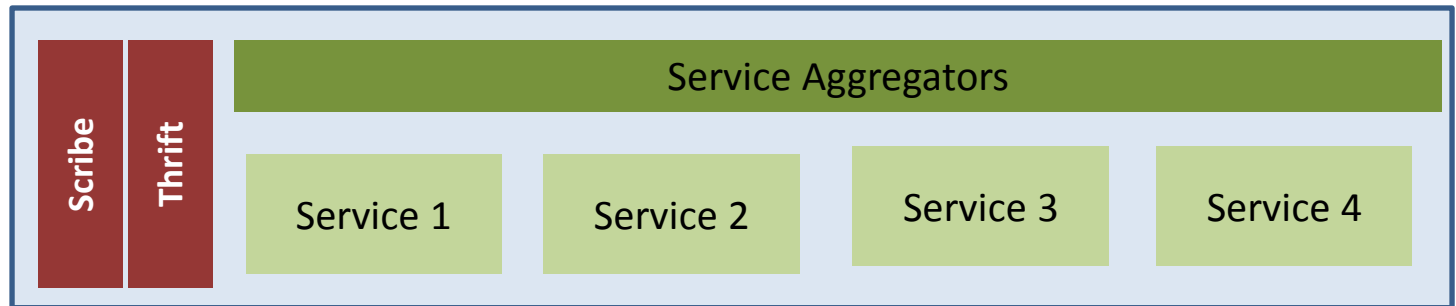 Scribe
Thrift
Service Aggregators
Service 1
Service 2
Service 3
Service 4